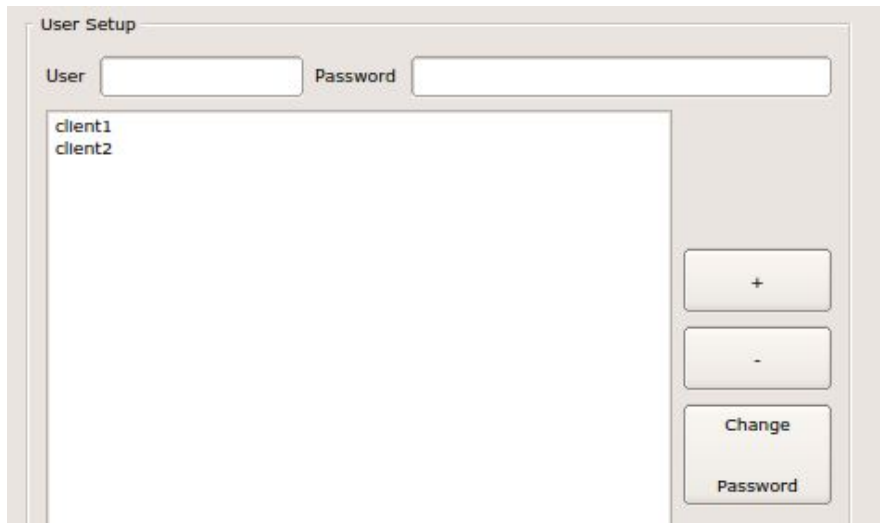 User Setup
User Password
client1
client2
+
-
Change
Password